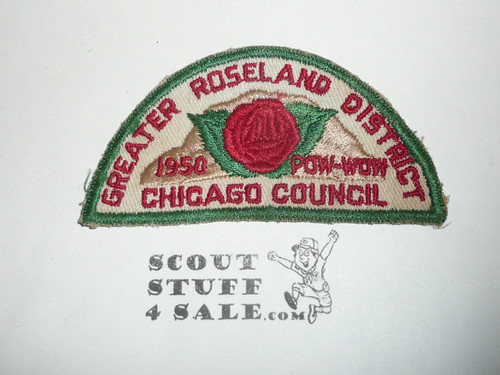 GREATER ROSELAND DISTRICT
1950 POW-WOW
CHICAGO COUNCIL
SCOUT
STUFF
4 SALE.COM